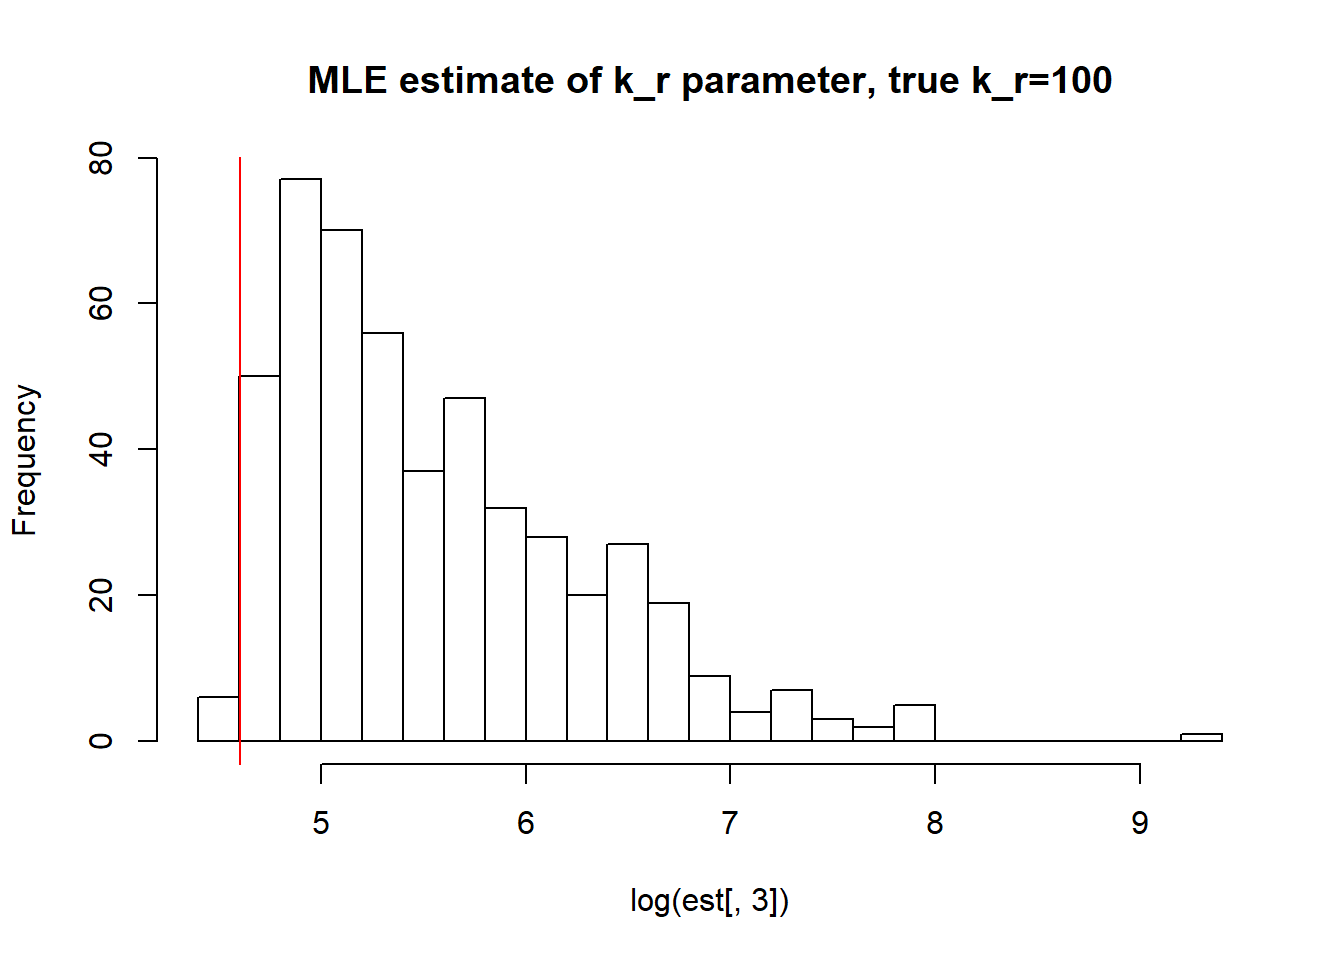 MLE estimate of k_r parameter, true k_r=100
Frequency
80
60
40
20
0
5 6 7 8 9
log(est[, 3])